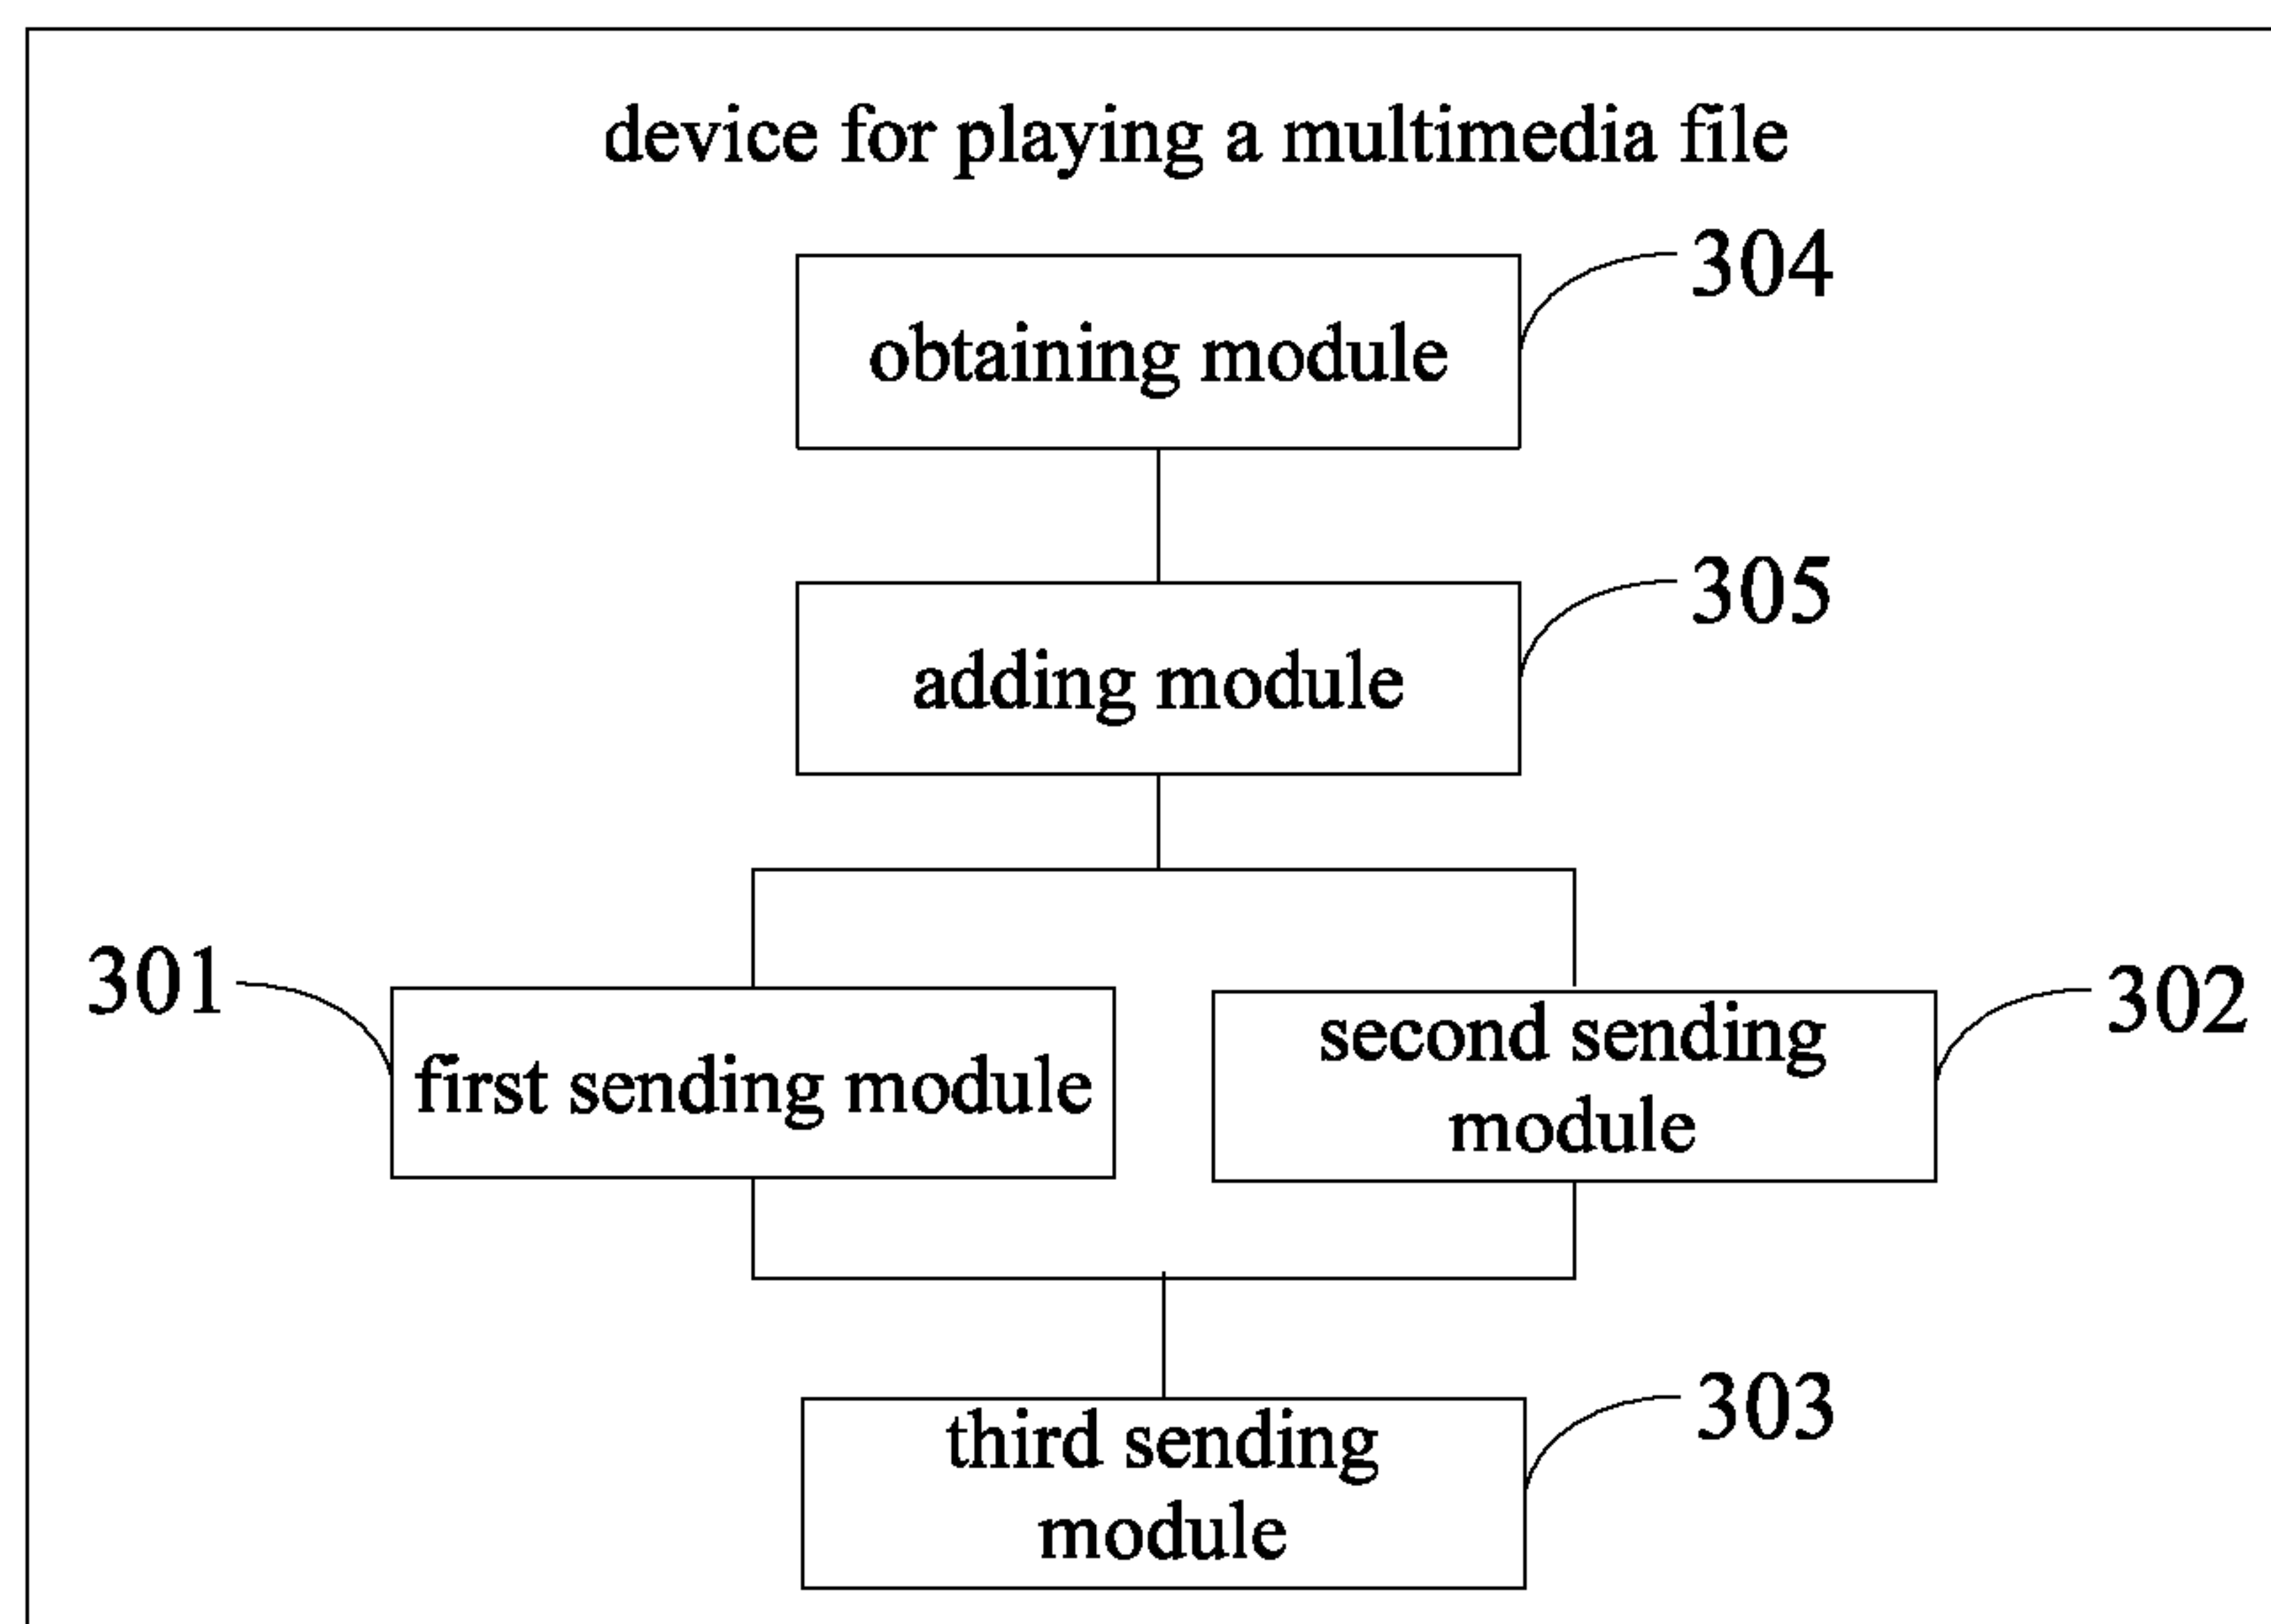 device for playing a multimedia file
304
obtaining module
305
adding module
301
first sending module
302
second sending
module
303
third sending
module